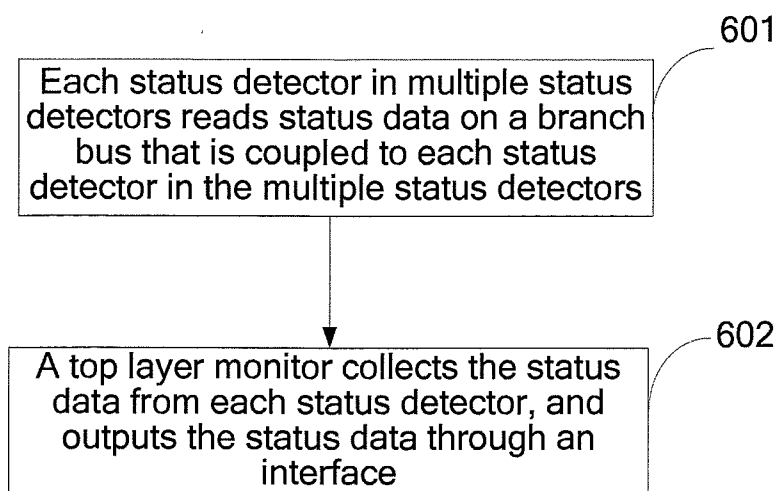 601
Each status detector in multiple status
detectors reads status data on a branch
bus that is coupled to each status
detector in the multiple status detectors
602
A top layer monitor collects the status
data from each status detector, and
outputs the status data through an
interface